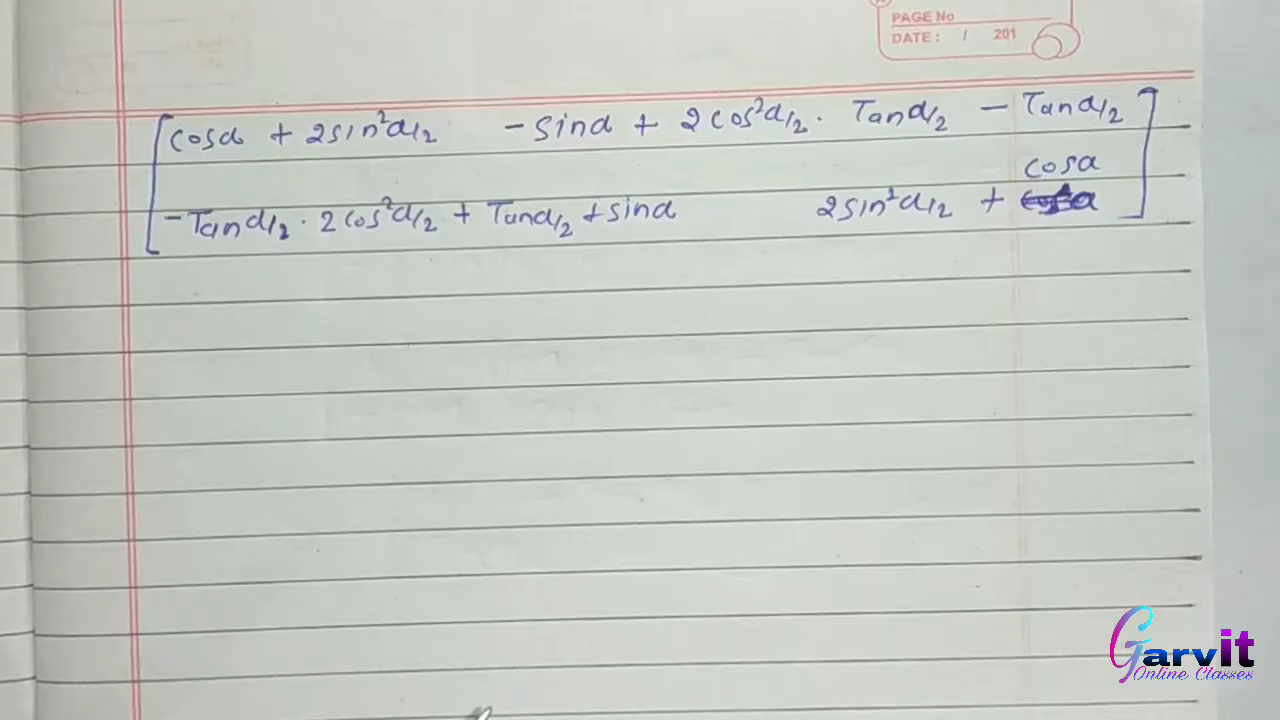 PAGE No
DATE : / 201
cosα + 2sin²α/2 - sinα + 2cos²α/2 · Tanα/2 - Tanα/2
cosα
-Tanα/2 · 2cos²α/2 + Tanα/2 + sinα 2sin²α/2 +
Garvit
Online Classes